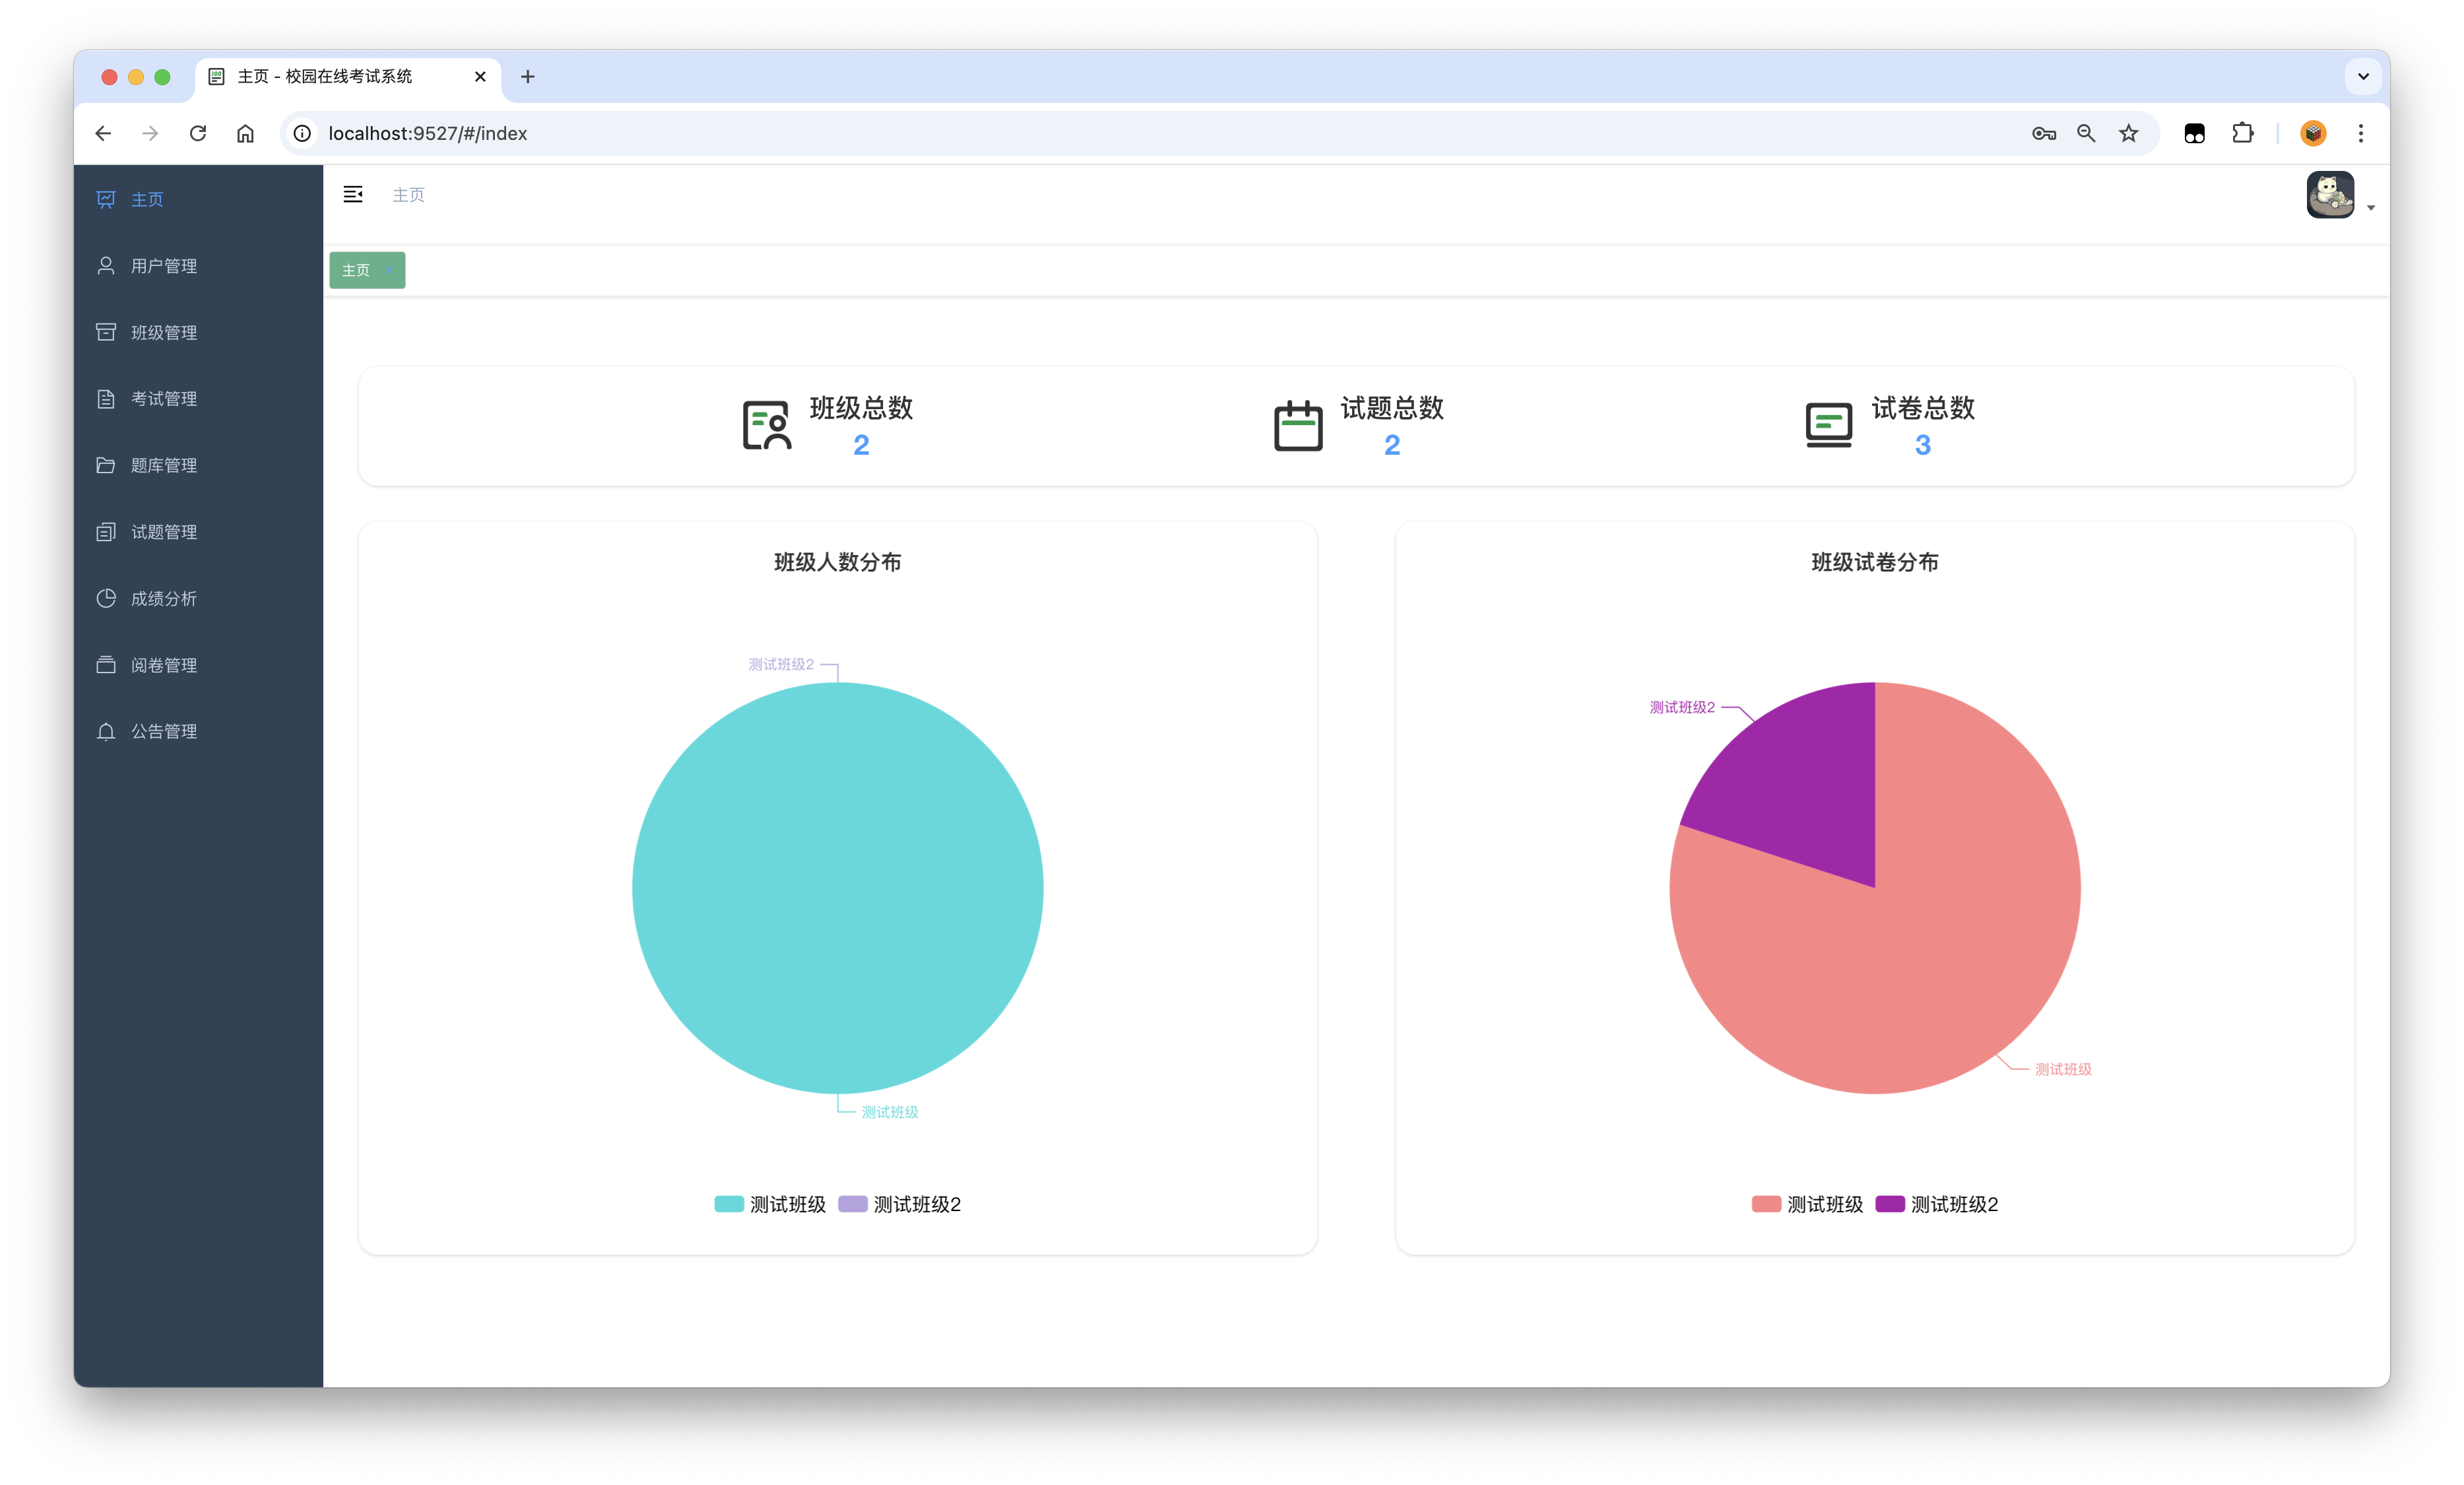 主页 - 校园在线考试系统
localhost:9527/#/index
主页
用户管理
班级管理
考试管理
题库管理
试题管理
成绩分析
阅卷管理
公告管理
主页
主页
班级总数
2
试题总数
2
试卷总数
3
班级人数分布
测试班级2
测试班级
测试班级 测试班级2
班级试卷分布
测试班级2
测试班级
测试班级 测试班级2